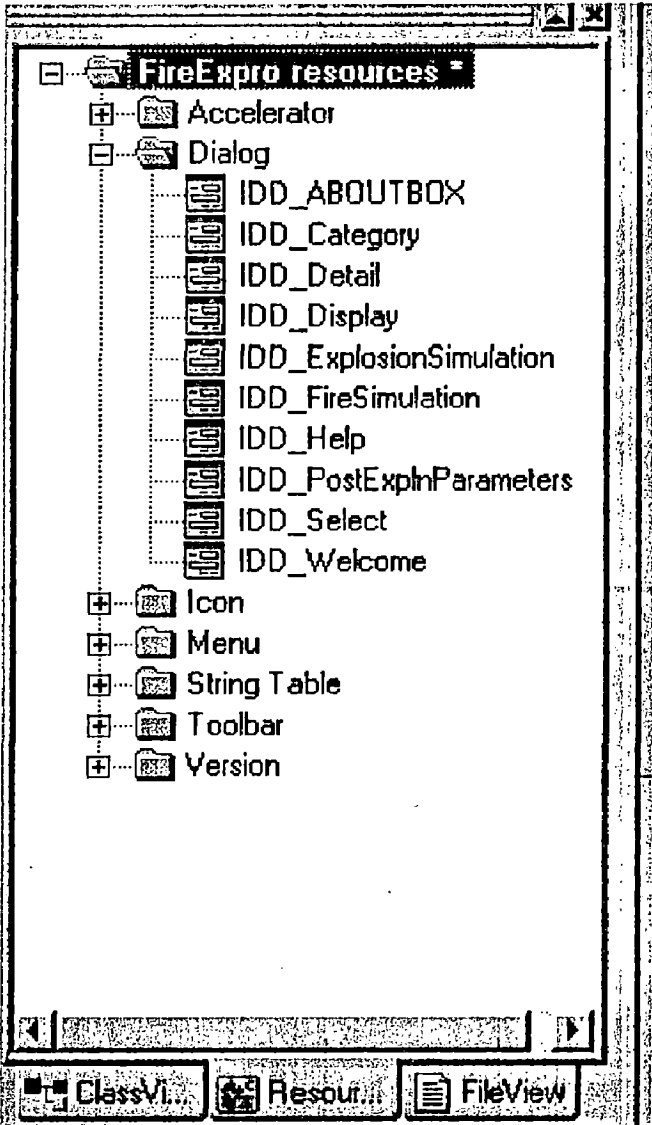 FireExpro resources *
Accelerator
Dialog
IDD_ABOUTBOX
IDD_Category
IDD_Detail
IDD_Display
IDD_ExplosionSimulation
IDD_FireSimulation
IDD_Help
IDD_PostExplnParameters
IDD_Select
IDD_Welcome
Icon
Menu
String Table
Toolbar
Version
ClassVi... Resour... FileView